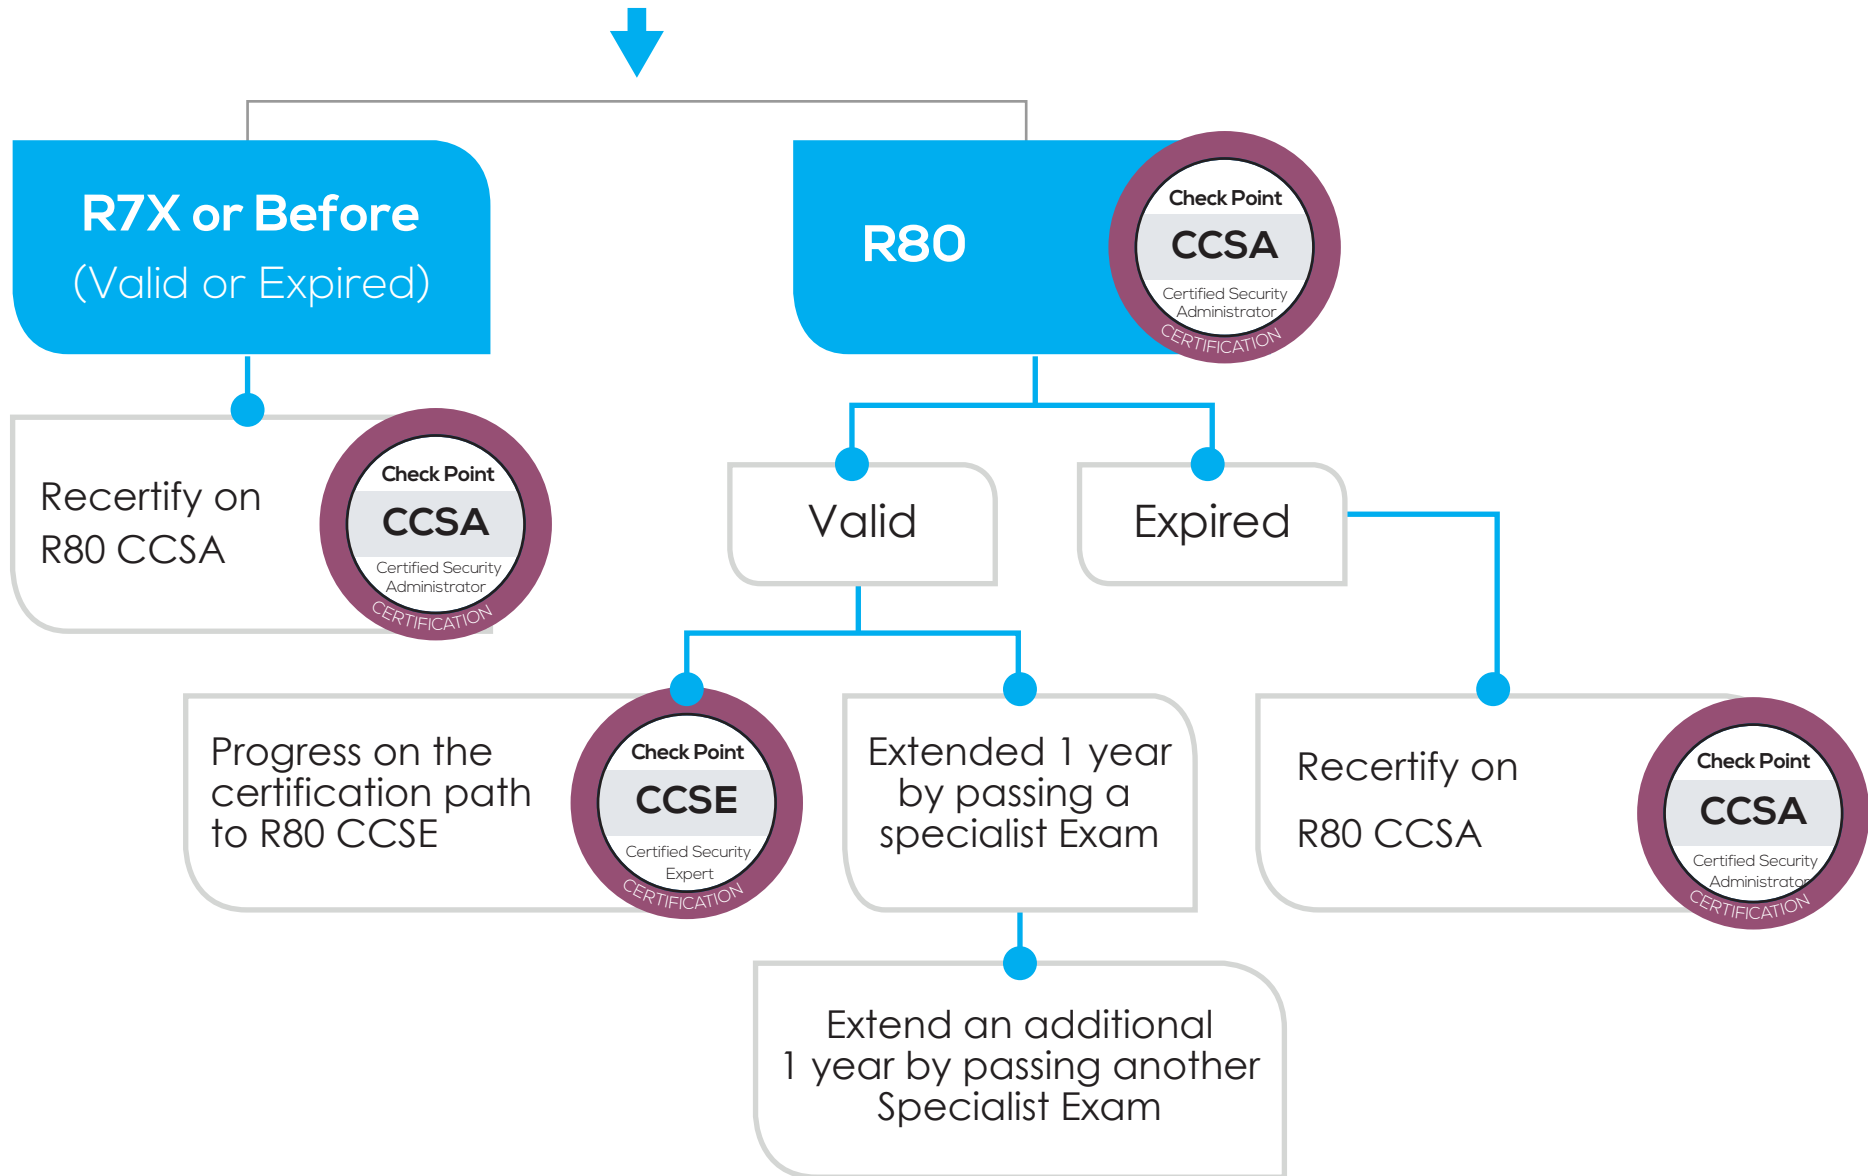 R7X or Before
(Valid or Expired)
R80
Check Point
CCSA
Certified Security
Administrator
CERTIFICATION
Recertify on
R80 CCSA
Check Point
CCSA
Certified Security
Administrator
CERTIFICATION
Valid
Expired
Progress on the
certification path
to R80 CCSE
Check Point
CCSE
Certified Security
Expert
CERTIFICATION
Extended 1 year
by passing a
specialist Exam
Recertify on
R80 CCSA
Check Point
CCSA
Certified Security
Administrator
CERTIFICATION
Extend an additional
1 year by passing another
Specialist Exam